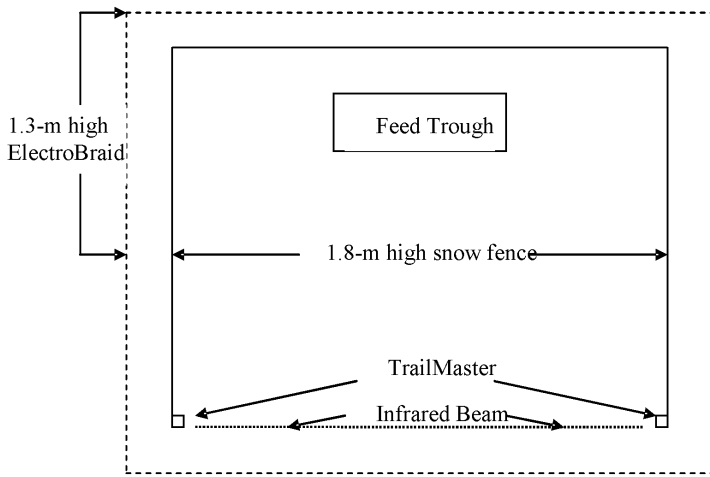 Feed Trough
1.3-m high
ElectroBraid
1.8-m high snow fence
TrailMaster
Infrared Beam